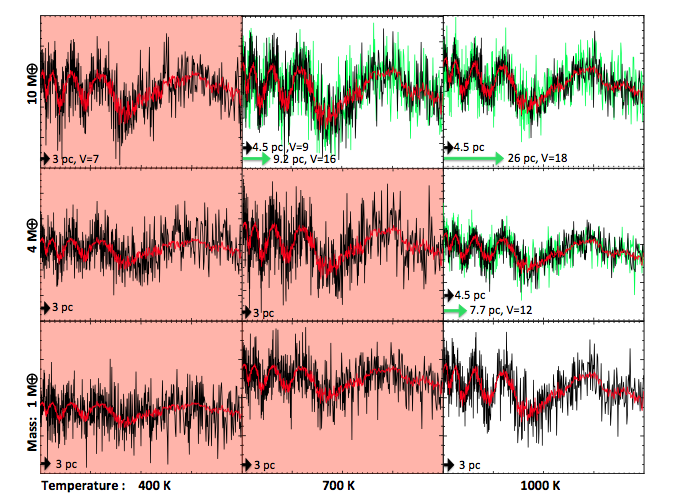 10 M⊕
3 pc, V=7
4.5 pc, V=9
9.2 pc, V=16
4.5 pc
26 pc, V=18
4 M⊕
3 pc
3 pc
4.5 pc
7.7 pc, V=12
Mass: 1 M⊕
3 pc
3 pc
3 pc
Temperature : 400 K 700 K 1000 K